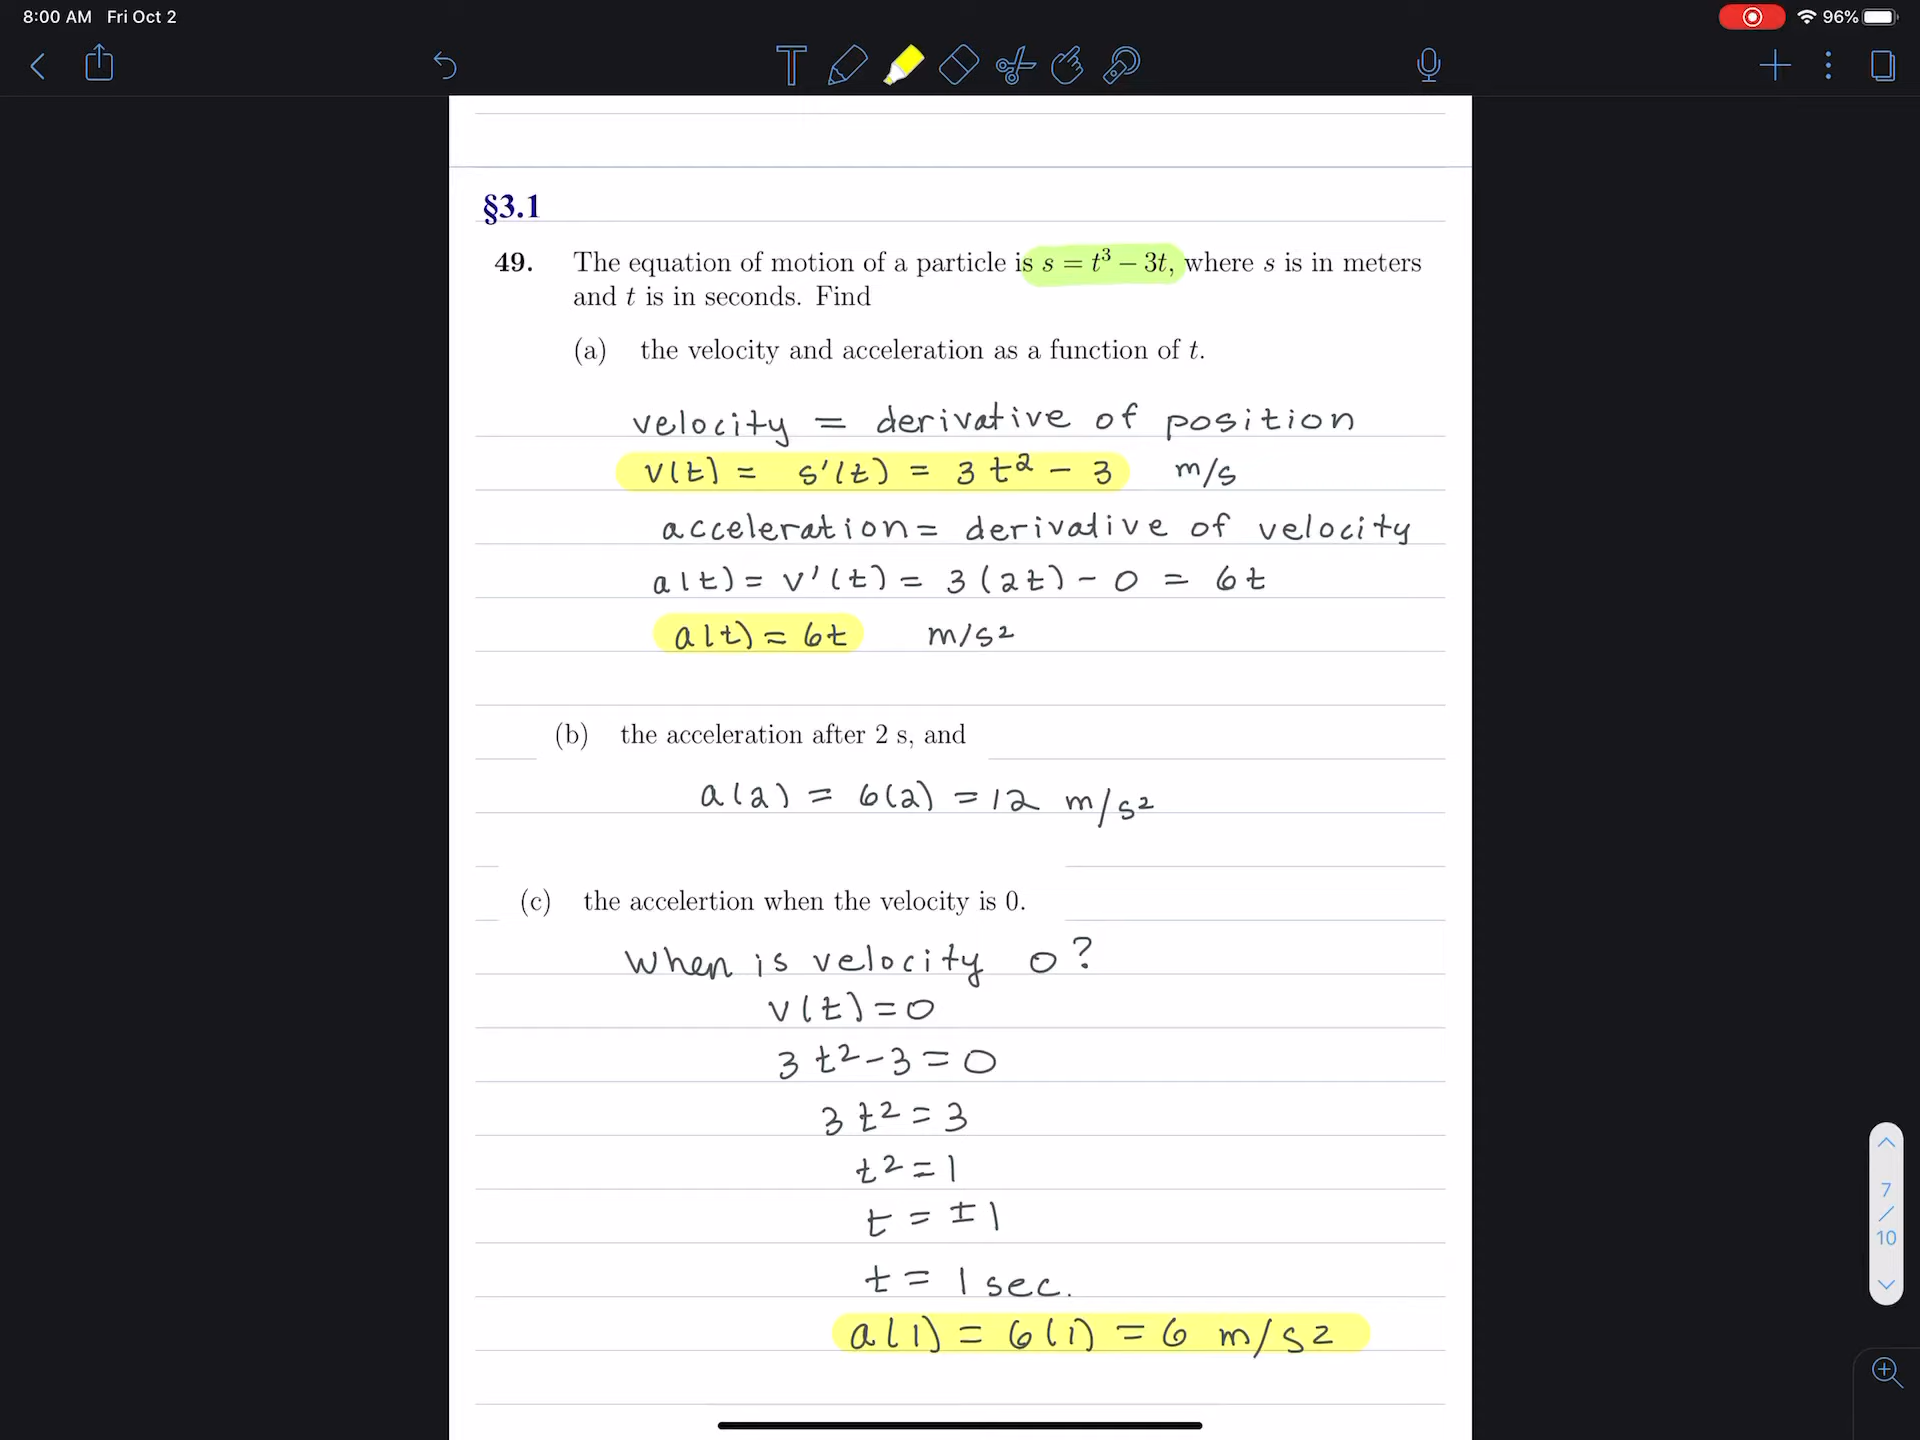 8:00 AM Fri Oct 2
96%
§3.1
49. The equation of motion of a particle is s = t³ − 3t, where s is in meters
and t is in seconds. Find
(a) the velocity and acceleration as a function of t.
velocity = derivative of position
v(t) = s'(t) = 3t² − 3 m/s
acceleration = derivative of velocity
a(t) = v'(t) = 3(2t) − 0 = 6t
a(t) = 6t m/s²
(b) the acceleration after 2 s, and
a(2) = 6(2) = 12 m/s²
(c) the accelertion when the velocity is 0.
When is velocity 0?
v(t) = 0
3t² − 3 = 0
3t² = 3
t² = 1
t = ±1
t = 1 sec.
a(1) = 6(1) = 6 m/s²
7
/
10